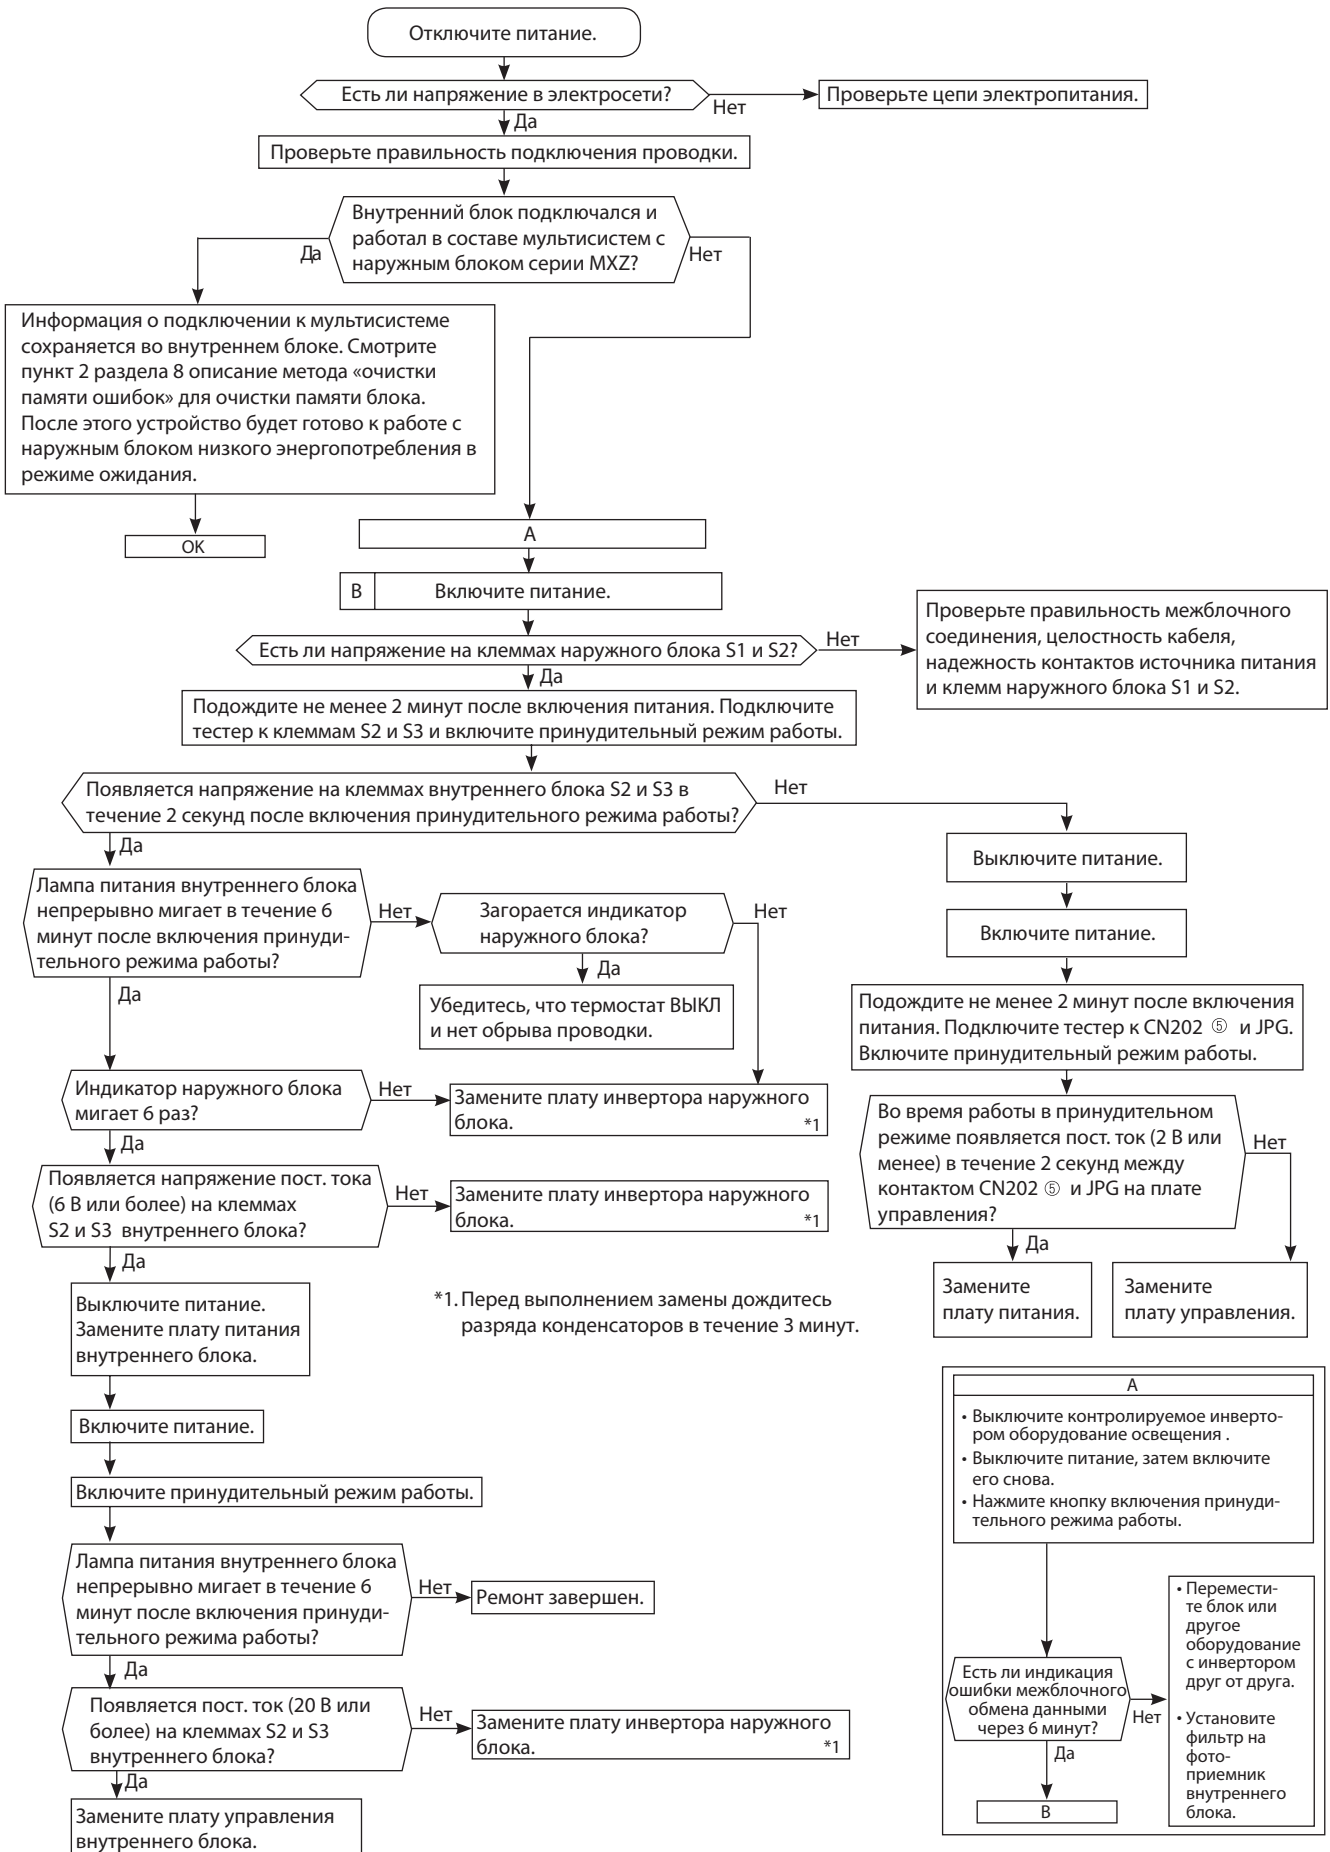 Отключите питание.
Есть ли напряжение в электросети?
Нет
Проверьте цепи электропитания.
Да
Проверьте правильность подключения проводки.
Внутренний блок подключался и
работал в составе мультисистем с
наружным блоком серии MXZ?
Да
Нет
Информация о подключении к мультисистеме
сохраняется во внутреннем блоке. Смотрите
пункт 2 раздела 8 описание метода «очистки
памяти ошибок» для очистки памяти блока.
После этого устройство будет готово к работе с
наружным блоком низкого энергопотребления в
режиме ожидания.
OK
A
B
Включите питание.
Есть ли напряжение на клеммах наружного блока S1 и S2?
Нет
Проверьте правильность межблочного
соединения, целостность кабеля,
надежность контактов источника питания
и клемм наружного блока S1 и S2.
Да
Подождите не менее 2 минут после включения питания. Подключите
тестер к клеммам S2 и S3 и включите принудительный режим работы.
Появляется напряжение на клеммах внутреннего блока S2 и S3 в
течение 2 секунд после включения принудительного режима работы?
Нет
Да
Лампа питания внутреннего блока
непрерывно мигает в течение 6
минут после включения принуди-
тельного режима работы?
Нет
Загорается индикатор
наружного блока?
Нет
Да
Убедитесь, что термостат ВЫКЛ
и нет обрыва проводки.
Да
Индикатор наружного блока
мигает 6 раз?
Нет
Замените плату инвертора наружного
блока. *1
Да
Появляется напряжение пост. тока
(6 В или более) на клеммах
S2 и S3 внутреннего блока?
Нет
Замените плату инвертора наружного
блока. *1
Да
Выключите питание.
Замените плату питания
внутреннего блока.
*1. Перед выполнением замены дождитесь
разряда конденсаторов в течение 3 минут.
Включите питание.
Включите принудительный режим работы.
Лампа питания внутреннего блока
непрерывно мигает в течение 6
минут после включения принуди-
тельного режима работы?
Нет
Ремонт завершен.
Да
Появляется пост. ток (20 В или
более) на клеммах S2 и S3
внутреннего блока?
Нет
Замените плату инвертора наружного
блока. *1
Да
Замените плату управления
внутреннего блока.
Выключите питание.
Включите питание.
Подождите не менее 2 минут после включения
питания. Подключите тестер к CN202 ⑤ и JPG.
Включите принудительный режим работы.
Во время работы в принудительном
режиме появляется пост. ток (2 В или
менее) в течение 2 секунд между
контактом CN202 ⑤ и JPG на плате
управления?
Нет
Да
Замените
плату питания.
Замените
плату управления.
A
• Выключите контролируемое инверто-
ром оборудование освещения .
• Выключите питание, затем включите
его снова.
• Нажмите кнопку включения принуди-
тельного режима работы.
Есть ли индикация
ошибки межблочного
обмена данными
через 6 минут?
Нет
Да
B
• Перемести-
те блок или
другое
оборудование
с инвертором
друг от друга.
• Установите
фильтр на
фото-
приемник
внутреннего
блока.